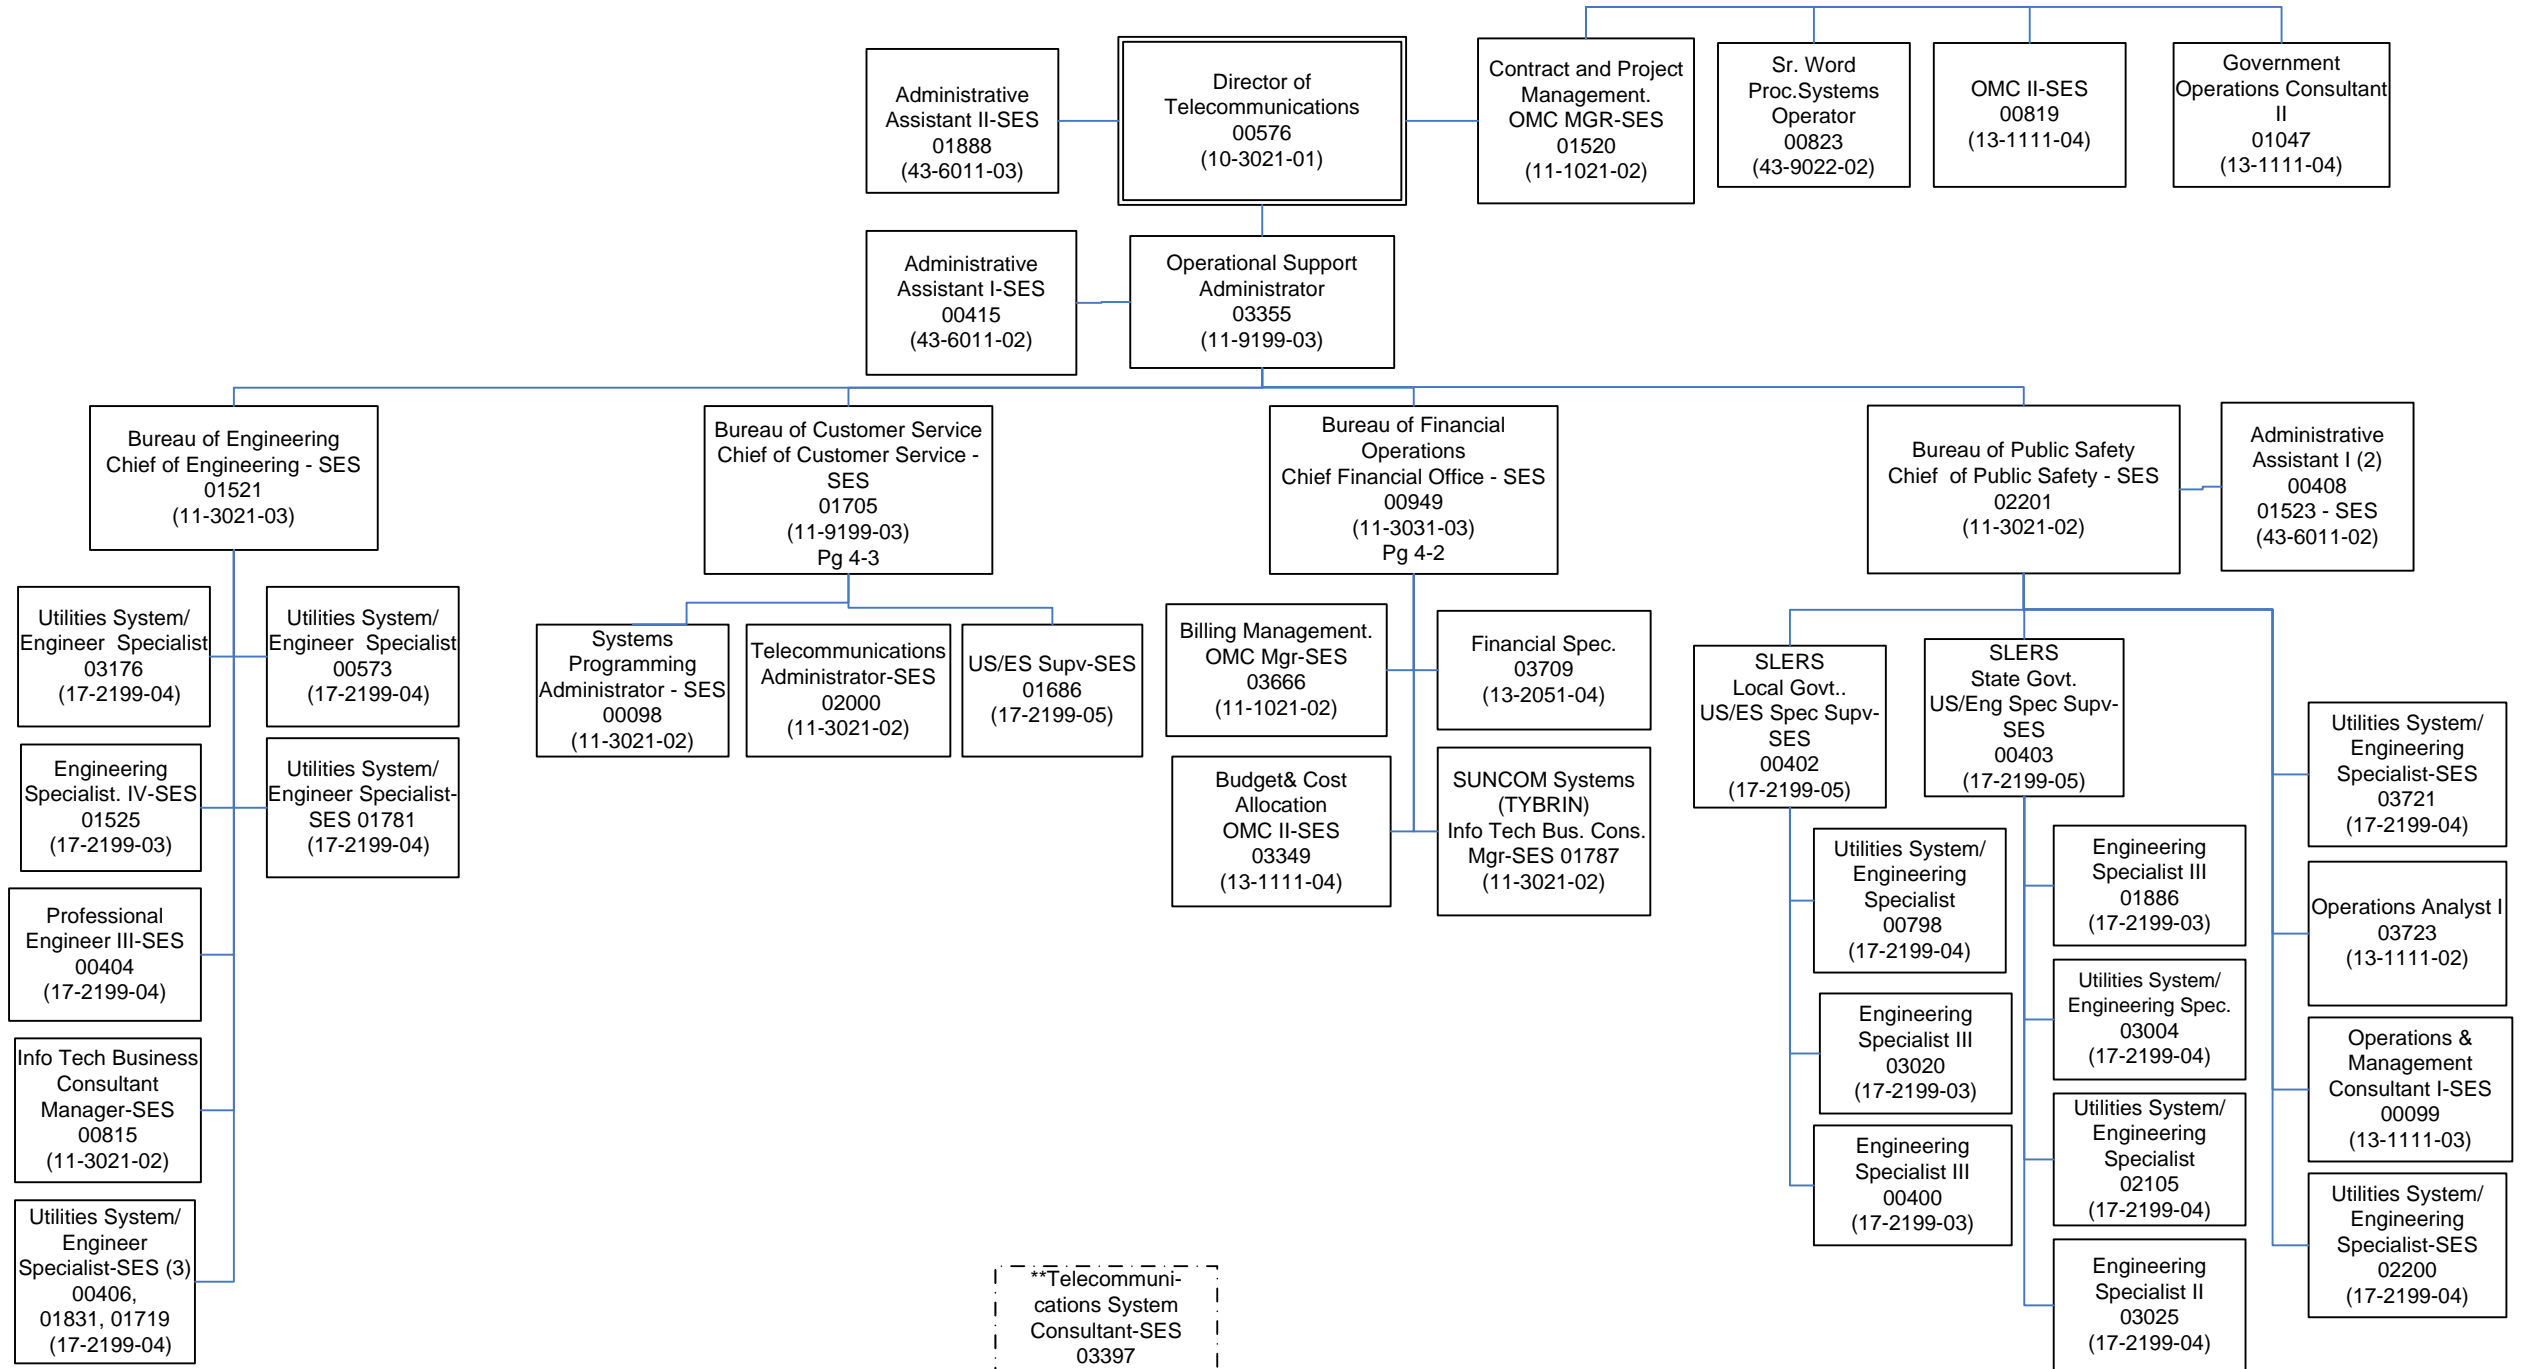 Administrative
Assistant II-SES
01888
(43-6011-03)
Director of
Telecommunications
00576
(10-3021-01)
Contract and Project
Management.
OMC MGR-SES
01520
(11-1021-02)
Sr. Word
Proc.Systems
Operator
00823
(43-9022-02)
OMC II-SES
00819
(13-1111-04)
Government
Operations Consultant
II
01047
(13-1111-04)
Administrative
Assistant I-SES
00415
(43-6011-02)
Operational Support
Administrator
03355
(11-9199-03)
Bureau of Engineering
Chief of Engineering - SES
01521
(11-3021-03)
Bureau of Customer Service
Chief of Customer Service -
SES
01705
(11-9199-03)
Pg 4-3
Bureau of Financial
Operations
Chief Financial Office - SES
00949
(11-3031-03)
Pg 4-2
Bureau of Public Safety
Chief of Public Safety - SES
02201
(11-3021-02)
Administrative
Assistant I (2)
00408
01523 - SES
(43-6011-02)
Utilities System/
Engineer Specialist
03176
(17-2199-04)
Utilities System/
Engineer Specialist
00573
(17-2199-04)
Engineering
Specialist. IV-SES
01525
(17-2199-03)
Utilities System/
Engineer Specialist-
SES 01781
(17-2199-04)
Professional
Engineer III-SES
00404
(17-2199-04)
Info Tech Business
Consultant
Manager-SES
00815
(11-3021-02)
Utilities System/
Engineer
Specialist-SES (3)
00406,
01831, 01719
(17-2199-04)
Systems
Programming
Administrator - SES
00098
(11-3021-02)
Telecommunications
Administrator-SES
02000
(11-3021-02)
US/ES Supv-SES
01686
(17-2199-05)
Billing Management.
OMC Mgr-SES
03666
(11-1021-02)
Financial Spec.
03709
(13-2051-04)
Budget& Cost
Allocation
OMC II-SES
03349
(13-1111-04)
SUNCOM Systems
(TYBRIN)
Info Tech Bus. Cons.
Mgr-SES 01787
(11-3021-02)
SLERS
Local Govt..
US/ES Spec Supv-
SES
00402
(17-2199-05)
SLERS
State Govt.
US/Eng Spec Supv-
SES
00403
(17-2199-05)
Utilities System/
Engineering
Specialist
00798
(17-2199-04)
Engineering
Specialist III
03020
(17-2199-03)
Engineering
Specialist III
00400
(17-2199-03)
Engineering
Specialist III
01886
(17-2199-03)
Utilities System/
Engineering Spec.
03004
(17-2199-04)
Utilities System/
Engineering
Specialist
02105
(17-2199-04)
Engineering
Specialist II
03025
(17-2199-04)
Utilities System/
Engineering
Specialist-SES
03721
(17-2199-04)
Operations Analyst I
03723
(13-1111-02)
Operations &
Management
Consultant I-SES
00099
(13-1111-03)
Utilities System/
Engineering
Specialist-SES
02200
(17-2199-04)
**Telecommuni-
cations System
Consultant-SES
03397